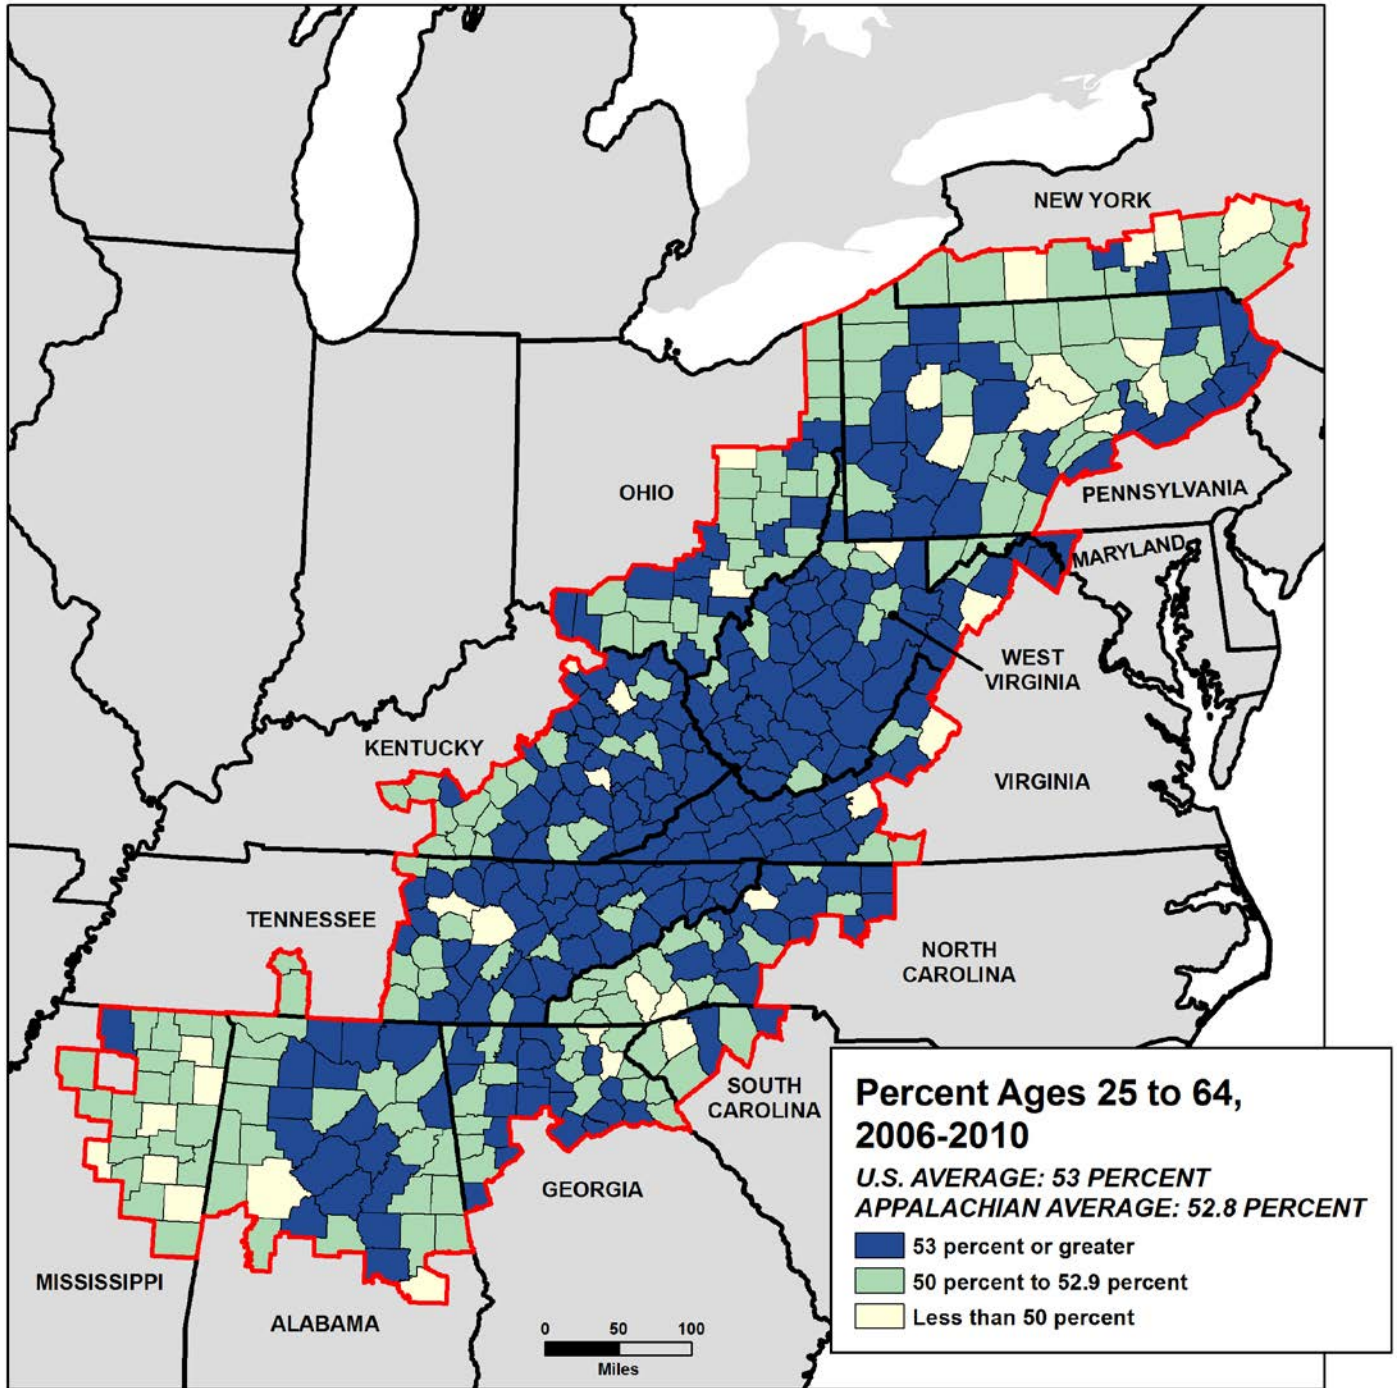 NEW YORK
OHIO
PENNSYLVANIA
MARYLAND
WEST
VIRGINIA
KENTUCKY
VIRGINIA
TENNESSEE
NORTH
CAROLINA
SOUTH
CAROLINA
GEORGIA
MISSISSIPPI
ALABAMA
0 50 100
Miles
Percent Ages 25 to 64,
2006-2010
U.S. AVERAGE: 53 PERCENT
APPALACHIAN AVERAGE: 52.8 PERCENT
53 percent or greater
50 percent to 52.9 percent
Less than 50 percent